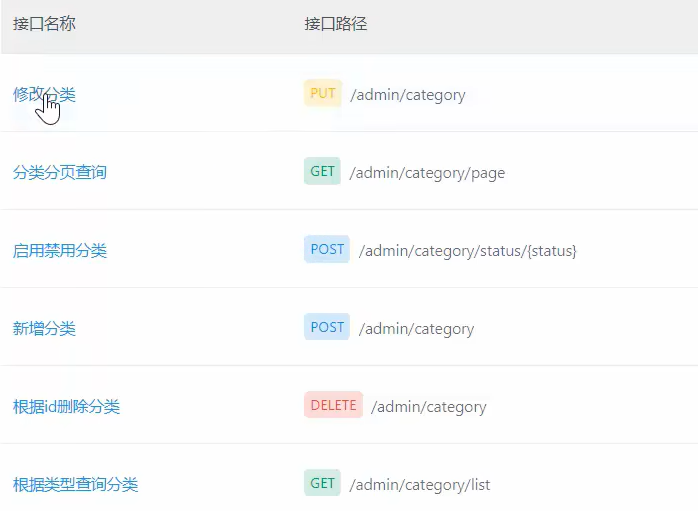 接口名称 接口路径
修改分类 PUT /admin/category
分类分页查询 GET /admin/category/page
启用禁用分类 POST /admin/category/status/{status}
新增分类 POST /admin/category
根据id删除分类 DELETE /admin/category
根据类型查询分类 GET /admin/category/list